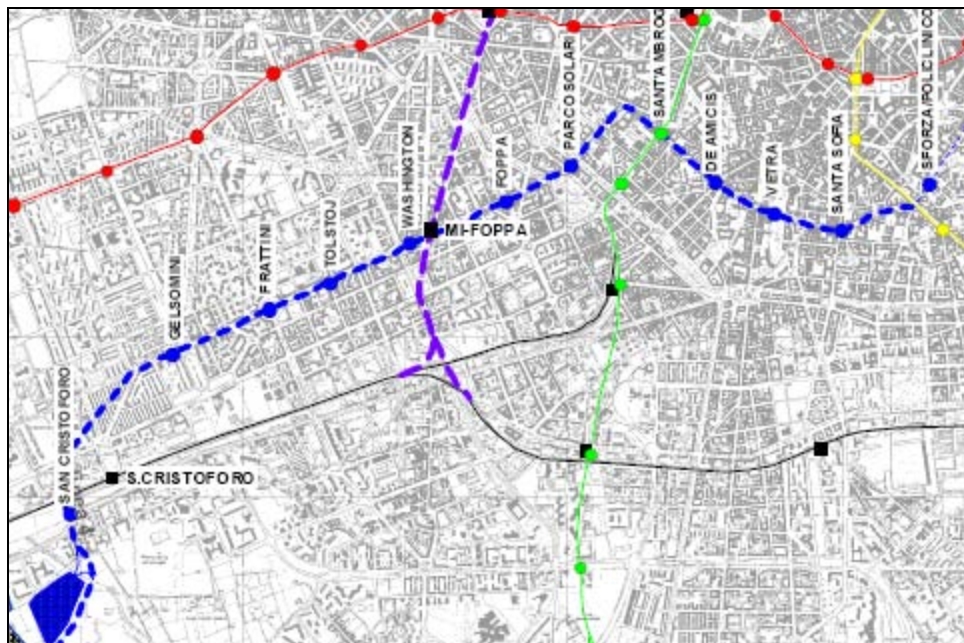 SAN CRISTOFORO
S.CRISTOFORO
GELSOMINI
FRATTINI
TOLSTOJ
WASHINGTON
MI-FOPPA
FOPPA
PARCO SOLARI
SANT'AMBROG
DE AMICIS
VETRA
SANTA SOFIA
SFORZA/POLICLINICO